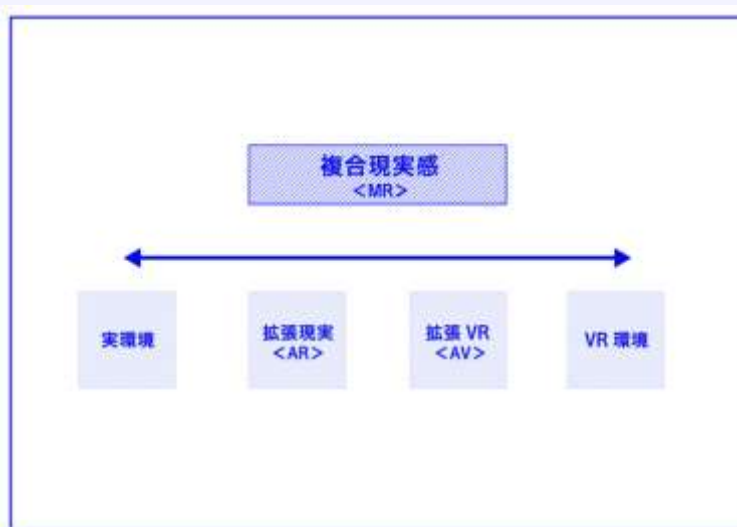 複合現実感
<MR>
実環境
拡張現実
<AR>
拡張 VR
<AV>
VR 環境